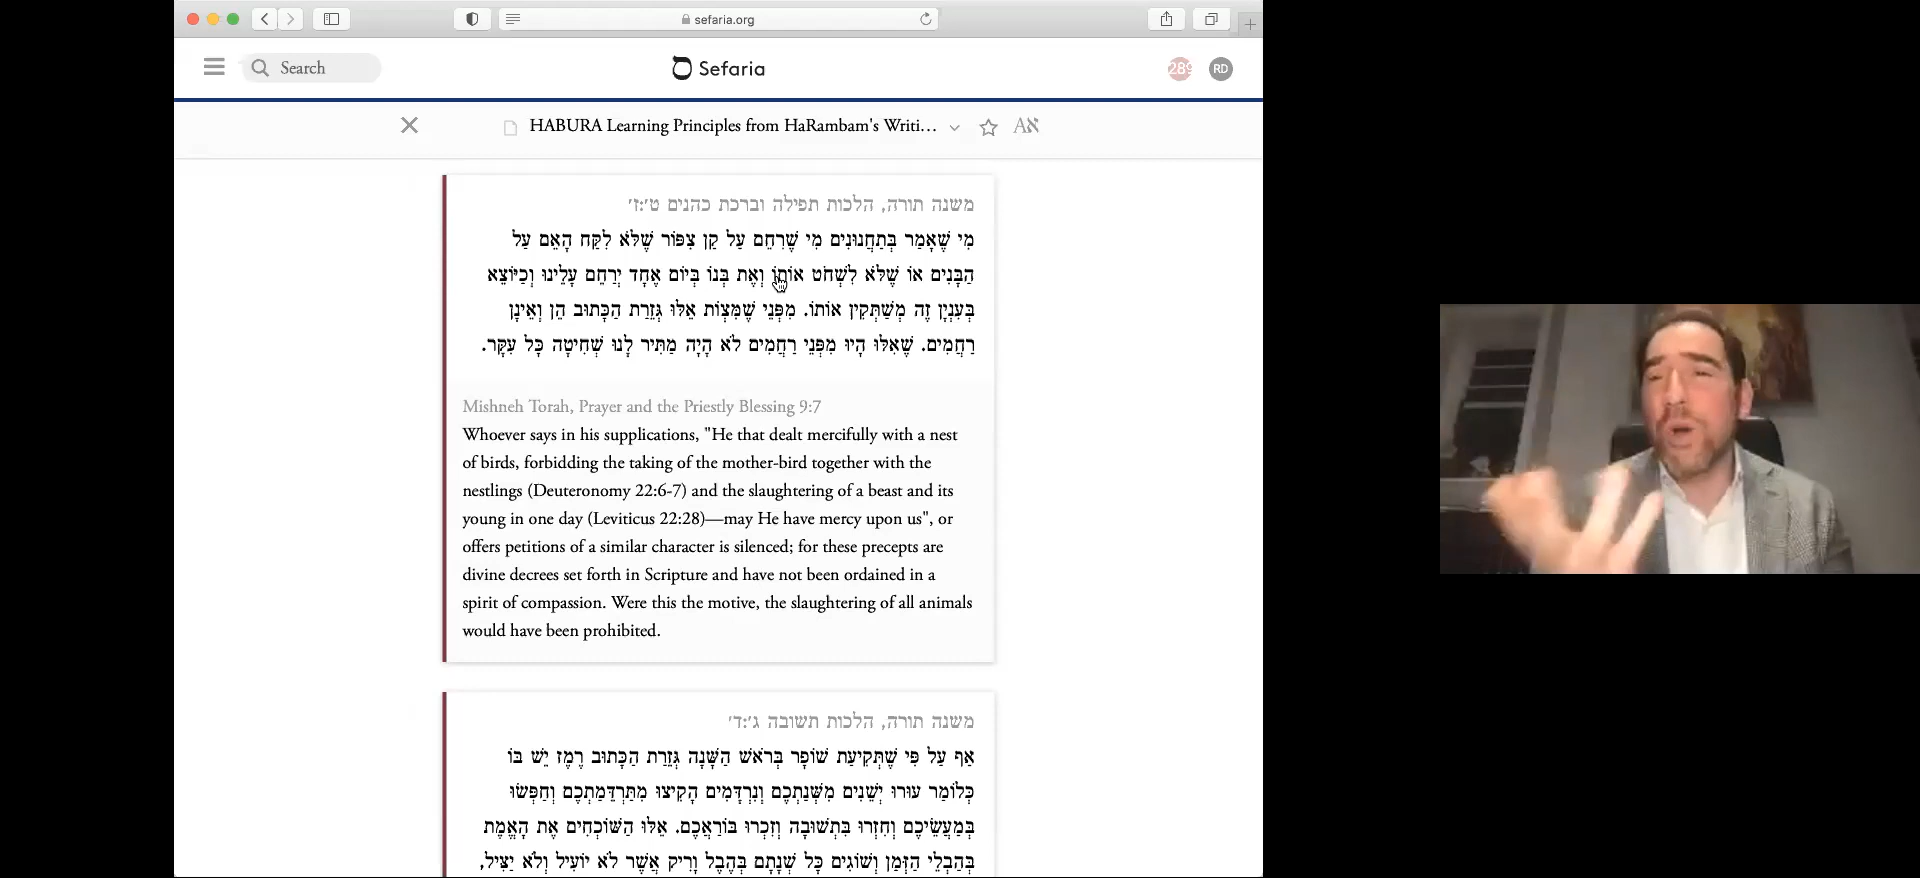 sefaria.org
Search
Sefaria
289
RD
HABURA Learning Principles from HaRambam's Writi…
Aא
משנה תורה, הלכות תפילה וברכת כהנים ט׳:ז׳
מִי שֶׁאָמַר בְּתַחֲנוּנִים מִי שֶׁרִחֵם עַל קַן צִפּוֹר שֶׁלֹּא לִקַּח הָאֵם עַל
הַבָּנִים אוֹ שֶׁלֹּא לִשְׁחֹט אוֹתוֹ וְאֶת בְּנוֹ בְּיוֹם אֶחָד יְרַחֵם עָלֵינוּ וְכַיּוֹצֵא
בְּעִנְיָן זֶה מְשַׁתְּקִין אוֹתוֹ. מִפְּנֵי שֶׁמִּצְוֹת אֵלּוּ גְּזֵרַת הַכָּתוּב הֵן וְאֵינָן
רַחֲמִים. שֶׁאִלּוּ הָיוּ מִפְּנֵי רַחֲמִים לֹא הָיָה מַתִּיר לָנוּ שְׁחִיטָה כָּל עִקָּר.
Mishneh Torah, Prayer and the Priestly Blessing 9:7
Whoever says in his supplications, "He that dealt mercifully with a nest
of birds, forbidding the taking of the mother-bird together with the
nestlings (Deuteronomy 22:6-7) and the slaughtering of a beast and its
young in one day (Leviticus 22:28)—may He have mercy upon us", or
offers petitions of a similar character is silenced; for these precepts are
divine decrees set forth in Scripture and have not been ordained in a
spirit of compassion. Were this the motive, the slaughtering of all animals
would have been prohibited.
משנה תורה, הלכות תשובה ג׳:ד׳
אַף עַל פִּי שֶׁתְּקִיעַת שׁוֹפָר בְּרֹאשׁ הַשָּׁנָה גְּזֵרַת הַכָּתוּב רֶמֶז יֵשׁ בּוֹ
כְּלוֹמַר עוּרוּ יְשֵׁנִים מִשְּׁנַתְכֶם וְנִרְדָּמִים הָקִיצוּ מִתַּרְדֵּמַתְכֶם וְחַפְּשׂוּ
בְּמַעֲשֵׂיכֶם וְחִזְרוּ בִּתְשׁוּבָה וְזִכְרוּ בּוֹרַאֲכֶם. אֵלּוּ הַשּׁוֹכְחִים אֶת הָאֱמֶת
בְּהַבְלֵי הַזְּמַן וְשׁוֹגִים כָּל שְׁנָתָם בְּהֶבֶל וָרִיק אֲשֶׁר לֹא יוֹעִיל וְלֹא יַצִּיל,